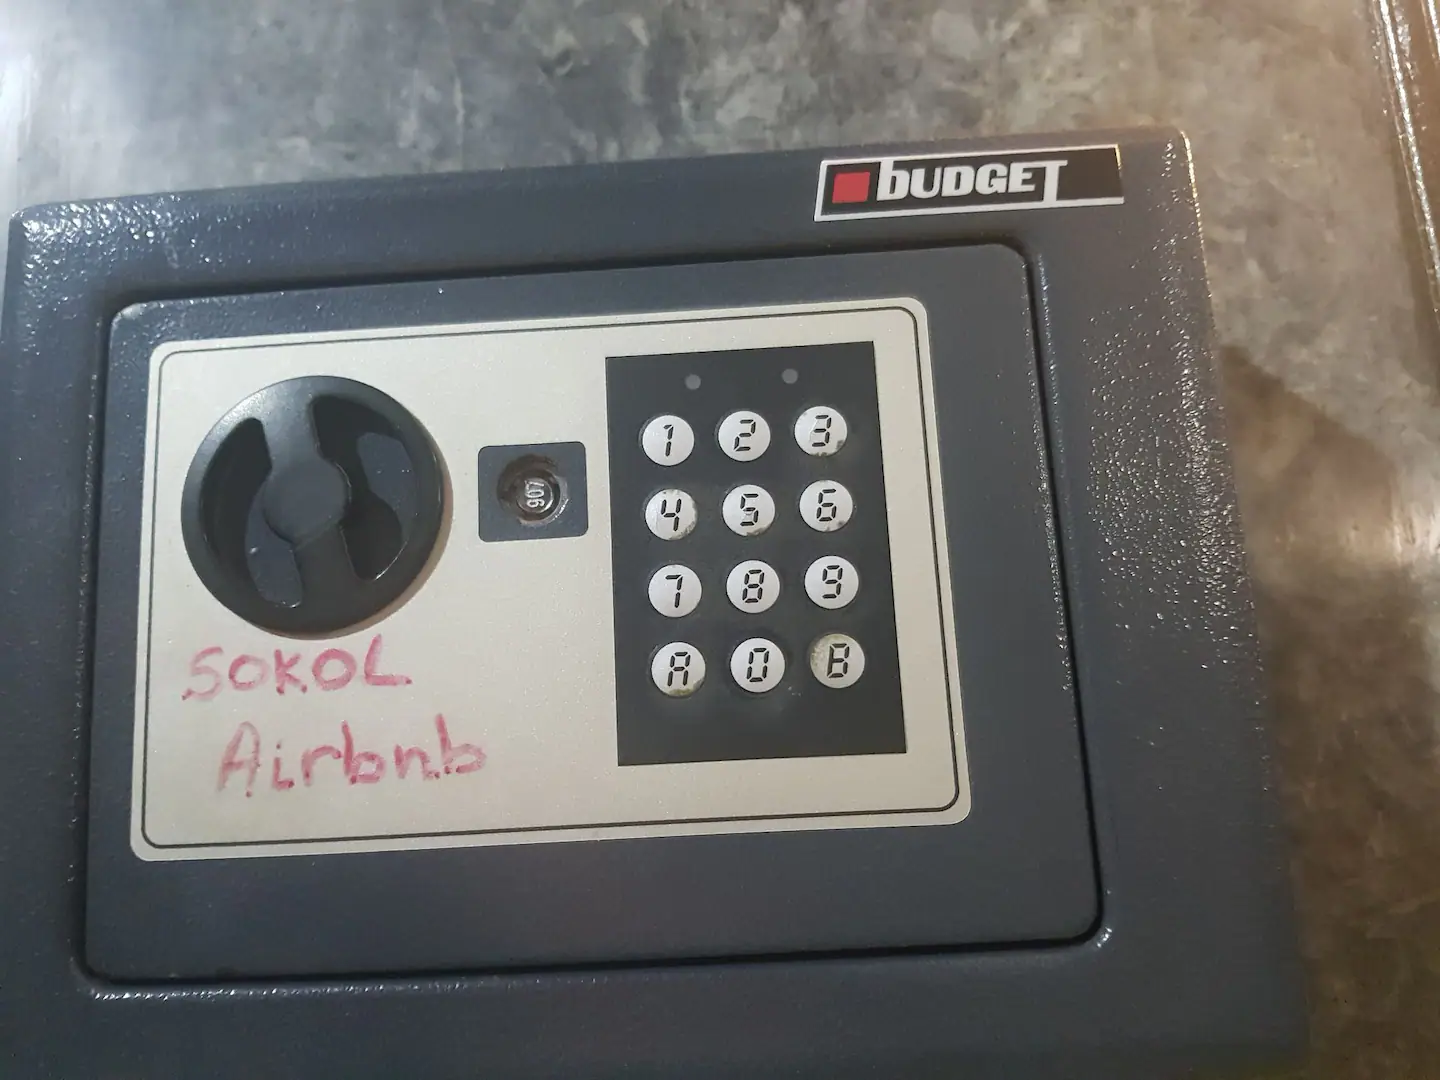 bUDGET
907
1 2 3
4 5 6
7 8 9
A 0 B
SOKOL
Airbnb